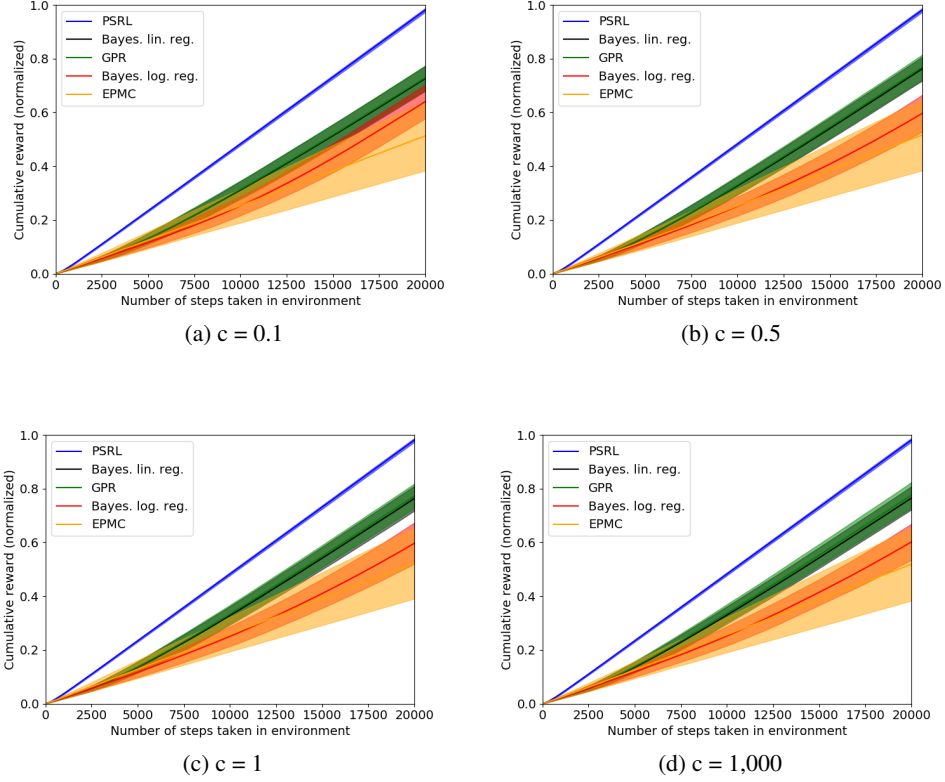 1.0
0.8
0.6
0.4
0.2
0.0
Cumulative reward (normalized)
PSRL
Bayes. lin. reg.
GPR
Bayes. log. reg.
EPMC
0 2500 5000 7500 10000 12500 15000 17500 20000
Number of steps taken in environment
(a) c = 0.1
1.0
0.8
0.6
0.4
0.2
0.0
Cumulative reward (normalized)
PSRL
Bayes. lin. reg.
GPR
Bayes. log. reg.
EPMC
0 2500 5000 7500 10000 12500 15000 17500 20000
Number of steps taken in environment
(b) c = 0.5
1.0
0.8
0.6
0.4
0.2
0.0
Cumulative reward (normalized)
PSRL
Bayes. lin. reg.
GPR
Bayes. log. reg.
EPMC
0 2500 5000 7500 10000 12500 15000 17500 20000
Number of steps taken in environment
(c) c = 1
1.0
0.8
0.6
0.4
0.2
0.0
Cumulative reward (normalized)
PSRL
Bayes. lin. reg.
GPR
Bayes. log. reg.
EPMC
0 2500 5000 7500 10000 12500 15000 17500 20000
Number of steps taken in environment
(d) c = 1,000